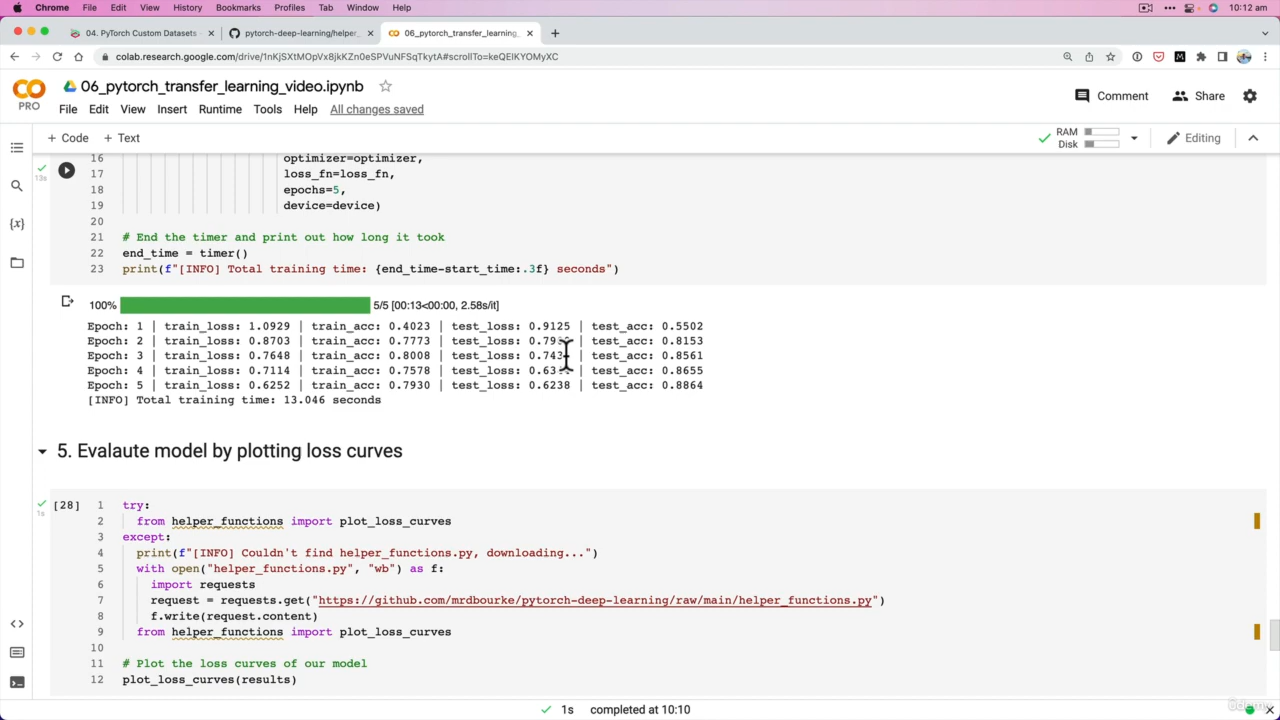 Chrome File Edit View History Bookmarks Profiles Tab Window Help 10:12 am
04. PyTorch Custom Datasets - pytorch-deep-learning/helper_ 06_pytorch_transfer_learning_
colab.research.google.com/drive/1nKjSXtMOpVx8jkKZn0eSPVuNFSqTkytA#scrollTo=keQEIKYOMyXC
CO PRO
06_pytorch_transfer_learning_video.ipynb
Comment Share
File Edit View Insert Runtime Tools Help All changes saved
+ Code + Text RAM Disk Editing
16 optimizer=optimizer,
13s
17 loss_fn=loss_fn,
18 epochs=5,
19 device=device)
20
21 # End the timer and print out how long it took
22 end_time = timer()
23 print(f"[INFO] Total training time: {end_time-start_time:.3f} seconds")
100% 5/5 [00:13<00:00, 2.58s/it]
Epoch: 1 | train_loss: 1.0929 | train_acc: 0.4023 | test_loss: 0.9125 | test_acc: 0.5502
Epoch: 2 | train_loss: 0.8703 | train_acc: 0.7773 | test_loss: | test_acc: 0.8153
Epoch: 3 | train_loss: 0.7648 | train_acc: 0.8008 | test_loss: | test_acc: 0.8561
Epoch: 4 | train_loss: 0.7114 | train_acc: 0.7578 | test_loss: | test_acc: 0.8655
Epoch: 5 | train_loss: 0.6252 | train_acc: 0.7930 | test_loss: 0.6238 | test_acc: 0.8864
[INFO] Total training time: 13.046 seconds
5. Evalaute model by plotting loss curves
[28] 1 try:
1s
2 from helper_functions import plot_loss_curves
3 except:
4 print(f"[INFO] Couldn't find helper_functions.py, downloading...")
5 with open("helper_functions.py", "wb") as f:
6 import requests
7 request = requests.get("https://github.com/mrdbourke/pytorch-deep-learning/raw/main/helper_functions.py")
8 f.write(request.content)
9 from helper_functions import plot_loss_curves
10
11 # Plot the loss curves of our model
12 plot_loss_curves(results)
1s completed at 10:10
ûdemy